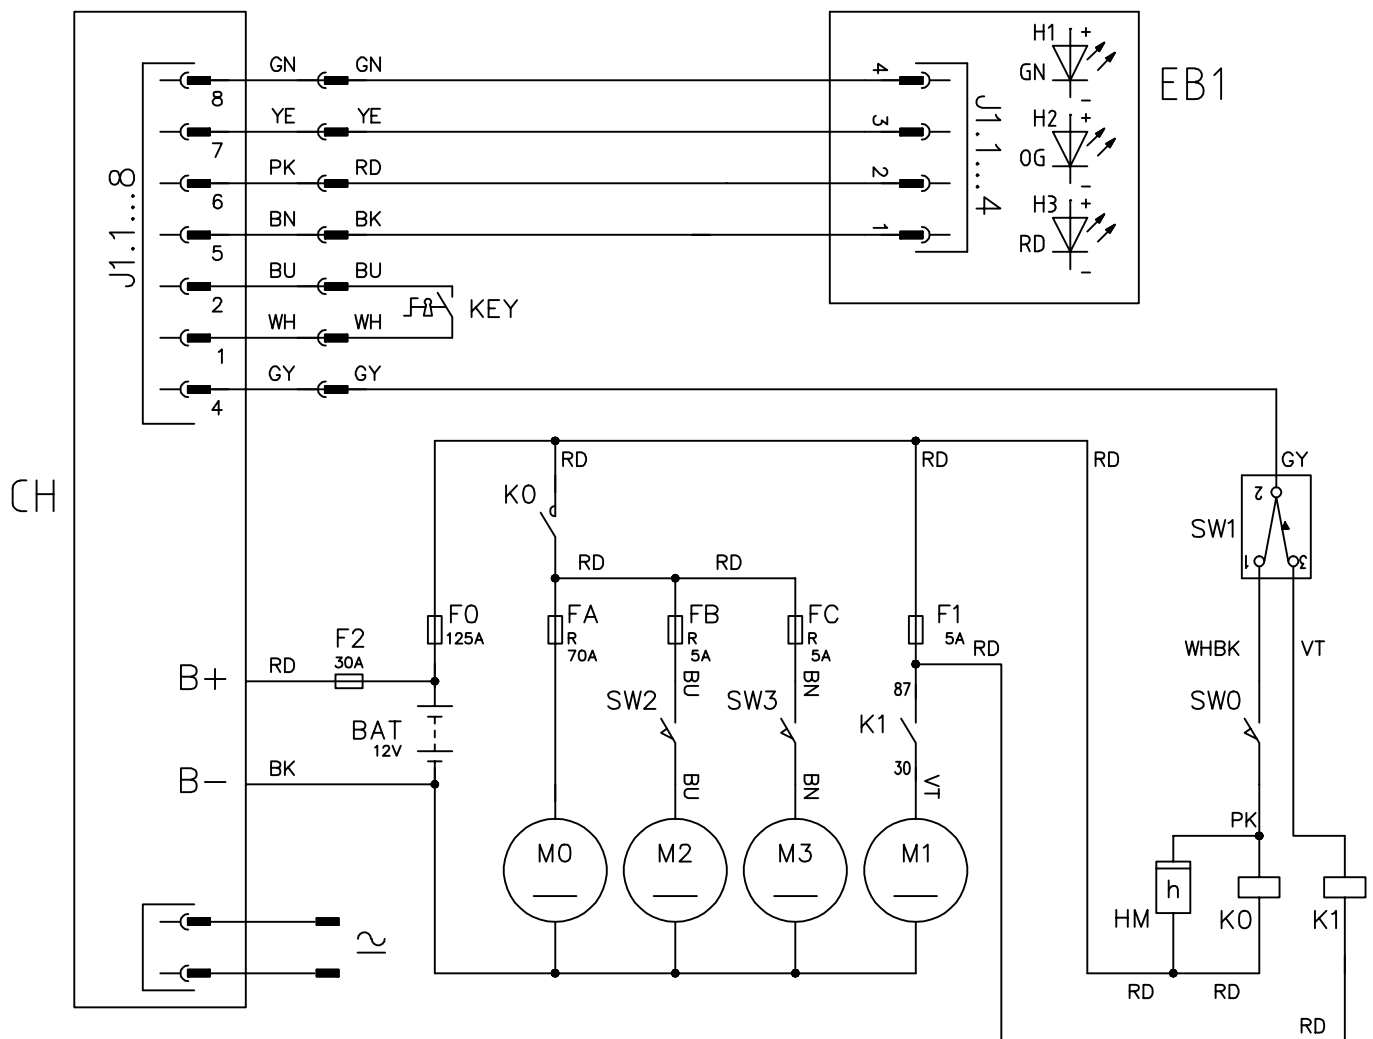 H1 +
GN
-
H2 +
OG
-
H3 +
RD
-
EB1
GN GN
8
4
YE YE
7
3
PK RD
6
2
BN BK
5
1
BU BU
2
KEY
WH WH
1
GY GY
4
J1.1...8
J1.1...4
CH
RD
RD
RD
GY
K0
2
SW1
1
3
RD
RD
F0
125A
FA
R
70A
FB
R
5A
FC
R
5A
F1
5A
RD
WHBK
VT
F2
30A
B+
RD
BU
BN
87
SW2
SW3
K1
SW0
BAT
12V
30
B-
BK
BU
BN
VT
PK
M0
M2
M3
M1
h
HM
K0
K1
RD
RD
RD